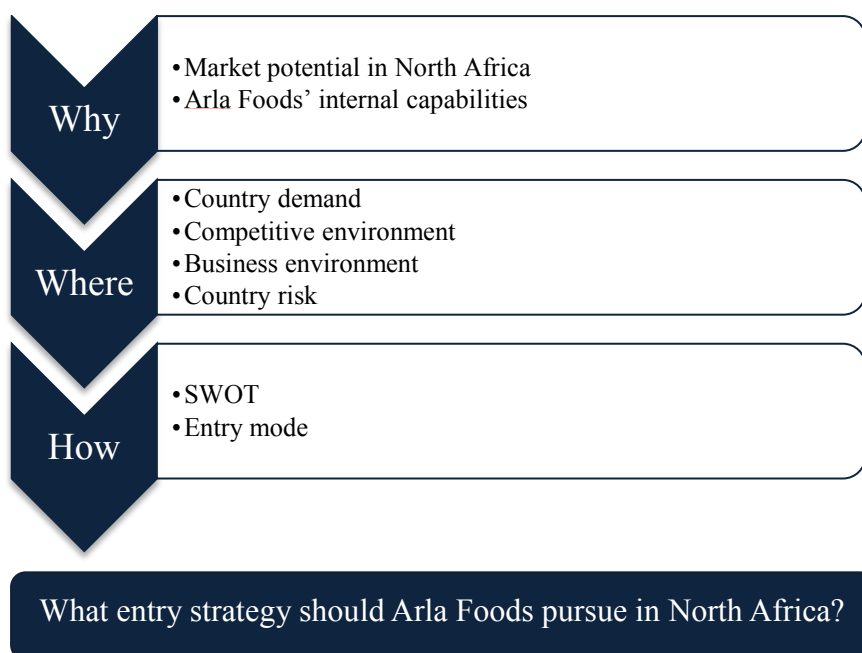 Why
•Market potential in North Africa
•Arla Foods’ internal capabilities
Where
•Country demand
•Competitive environment
•Business environment
•Country risk
How
•SWOT
•Entry mode
What entry strategy should Arla Foods pursue in North Africa?